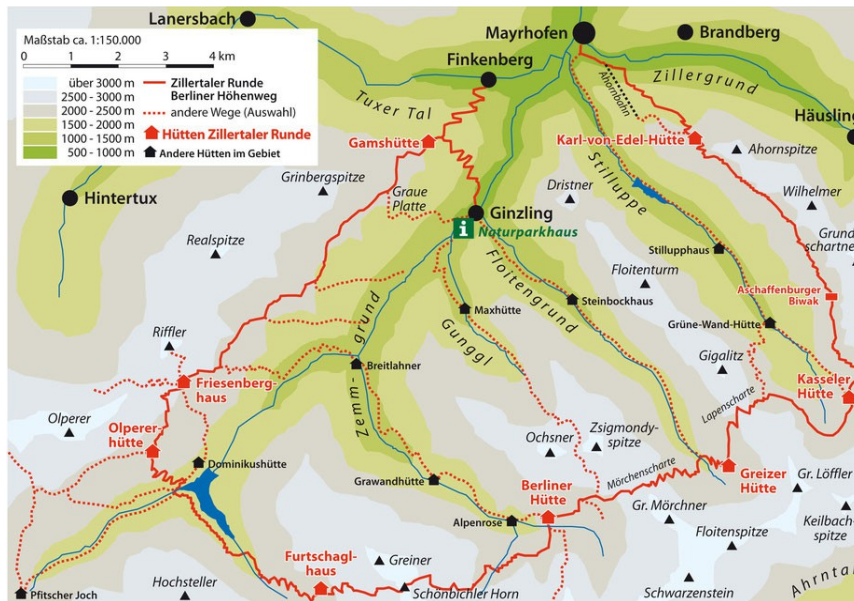 Lanersbach
Mayrhofen
Brandberg
Maßstab ca. 1:150.000
0 1 2 3 4 km
Finkenberg
über 3000 m
2500 - 3000 m
2000 - 2500 m
1500 - 2000 m
1000 - 1500 m
500 - 1000 m
Zillertaler Runde
Berliner Höhenweg
andere Wege (Auswahl)
Hütten Zillertaler Runde
Andere Hütten im Gebiet
Ahornbahn
Zillergrund
Tuxer Tal
Häusling
Gamshütte
Karl-von-Edel-Hütte
Ahornspitze
Grinbergspitze
Stilluppe
Hintertux
Graue
Platte
Dristner
Wilhelmer
Ginzling
i
Naturparkhaus
Grund
schartner
Realspitze
Stillupphaus
Floitengrund
Floitenturm
Aschaffenburger
Biwak
Steinbockhaus
Maxhütte
Grüne-Wand-Hütte
Gunggl
Riffler
Zemm-grund
Breitlahner
Gigalitz
Friesenberg-
haus
Kasseler
Hütte
Lapenscharte
Olperer
Olperer-
hütte
Ochsner
Zsigmondy-
spitze
Dominikushütte
Mörchenscharte
Greizer
Hütte
Grawandhütte
Berliner
Hütte
Gr. Löffler
Gr. Mörchner
Keilbach-
spitze
Alpenrose
Floitenspitze
Furtschagl-
haus
Greiner
Pfitscher Joch
Hochsteller
Schönbichler Horn
Schwarzenstein
Ahrnta